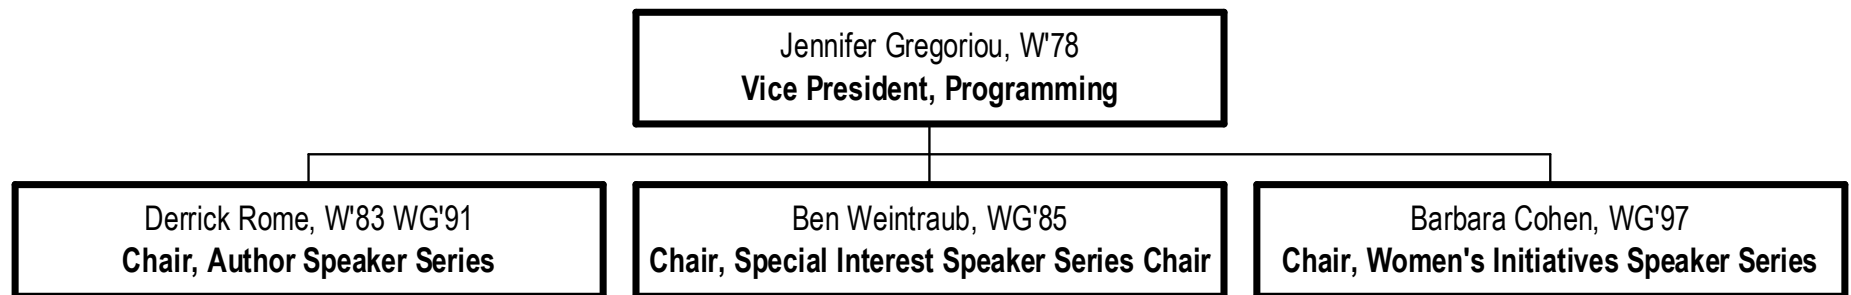 Jennifer Gregoriou, W'78
Vice President, Programming
Derrick Rome, W'83 WG'91
Chair, Author Speaker Series
Ben Weintraub, WG'85
Chair, Special Interest Speaker Series Chair
Barbara Cohen, WG'97
Chair, Women's Initiatives Speaker Series